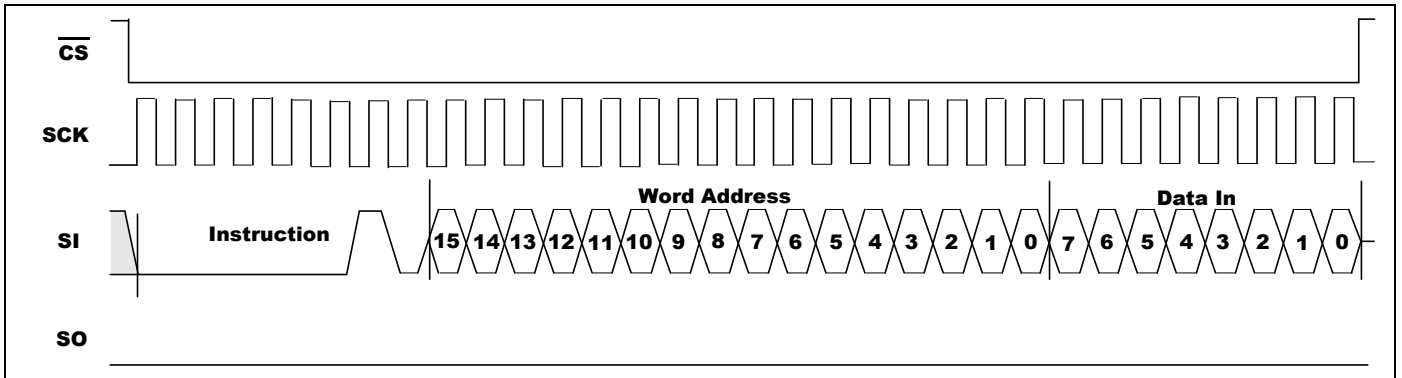 CS
SCK
Word Address
Data In
SI
Instruction
15 14 13 12 11 10 9 8 7 6 5 4 3 2 1 0 7 6 5 4 3 2 1 0
SO